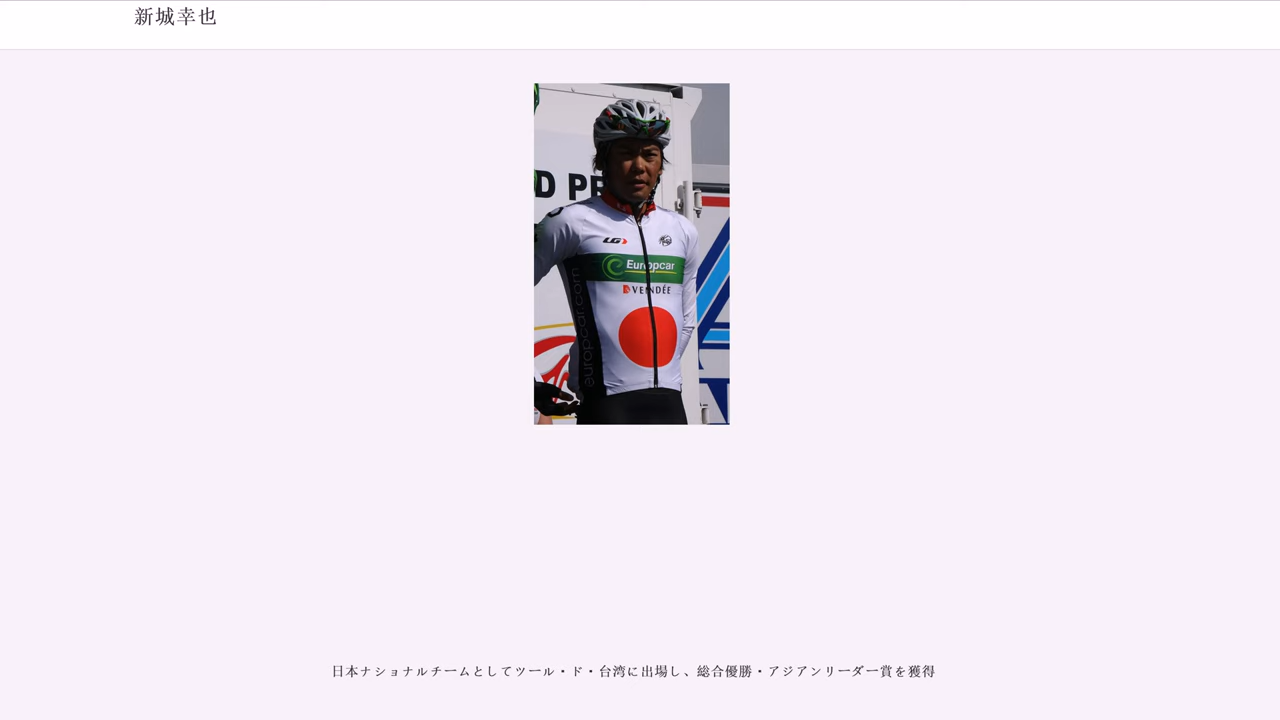 新城幸也
D PR
LG
Europcar
VENDÉE
europcar.com
日本ナショナルチームとしてツール・ド・台湾に出場し、総合優勝・アジアンリーダー賞を獲得